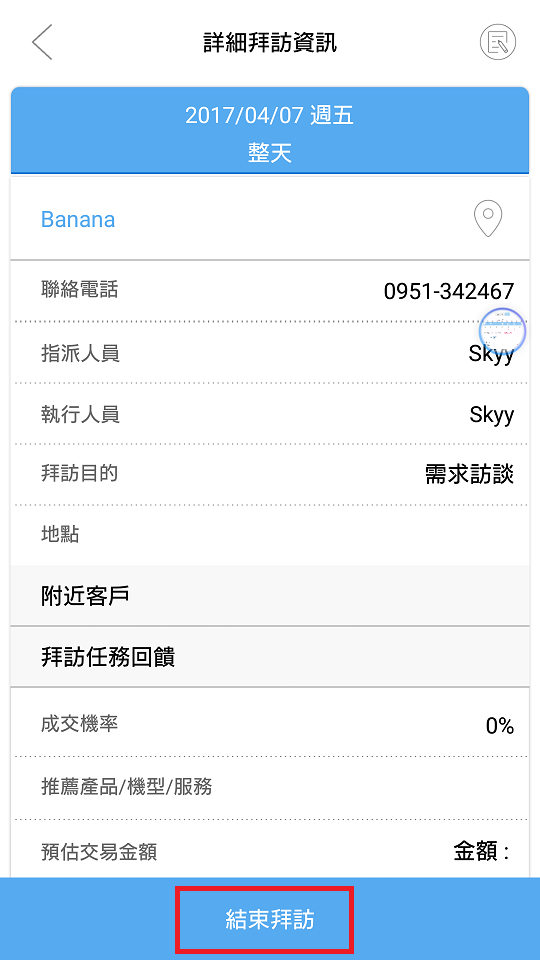 詳細拜訪資訊
2017/04/07 週五
整天
Banana
聯絡電話 0951-342467
指派人員 Skyy
執行人員 Skyy
拜訪目的 需求訪談
地點
附近客戶
拜訪任務回饋
成交機率 0%
推薦產品/機型/服務
預估交易金額 金額 :
結束拜訪